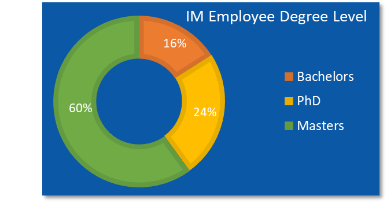 IM Employee Degree Level
16%
24%
60%
Bachelors
PhD
Masters